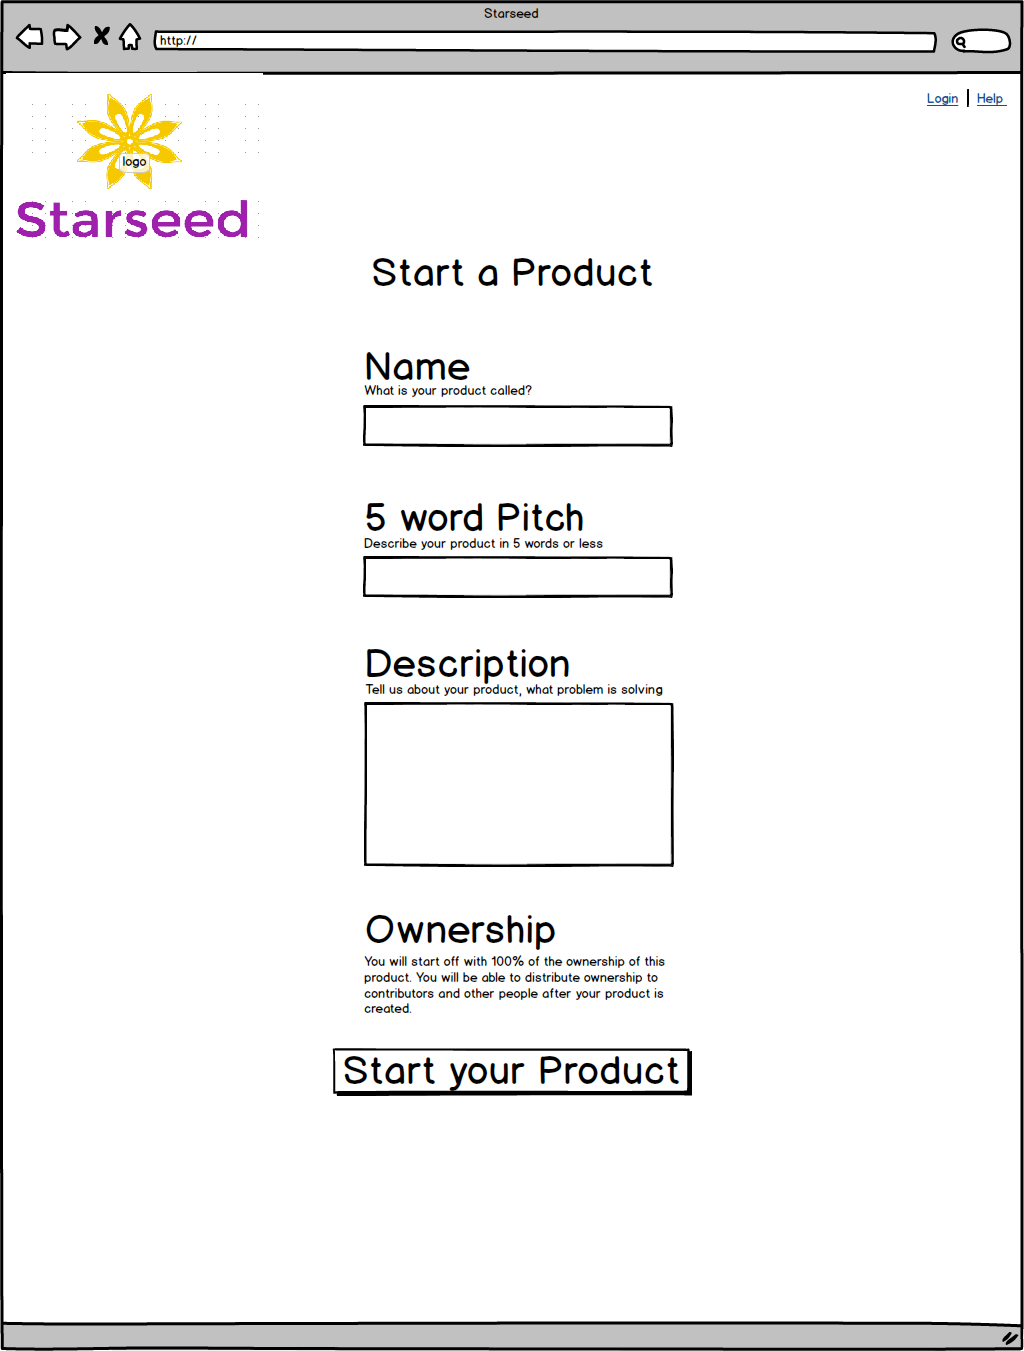 Starseed
http://
Login | Help
logo
Starseed
Start a Product
Name
What is your product called?
5 word Pitch
Describe your product in 5 words or less
Description
Tell us about your product, what problem is solving
Ownership
You will start off with 100% of the ownership of this
product. You will be able to distribute ownership to
contributors and other people after your product is
created.
Start your Product